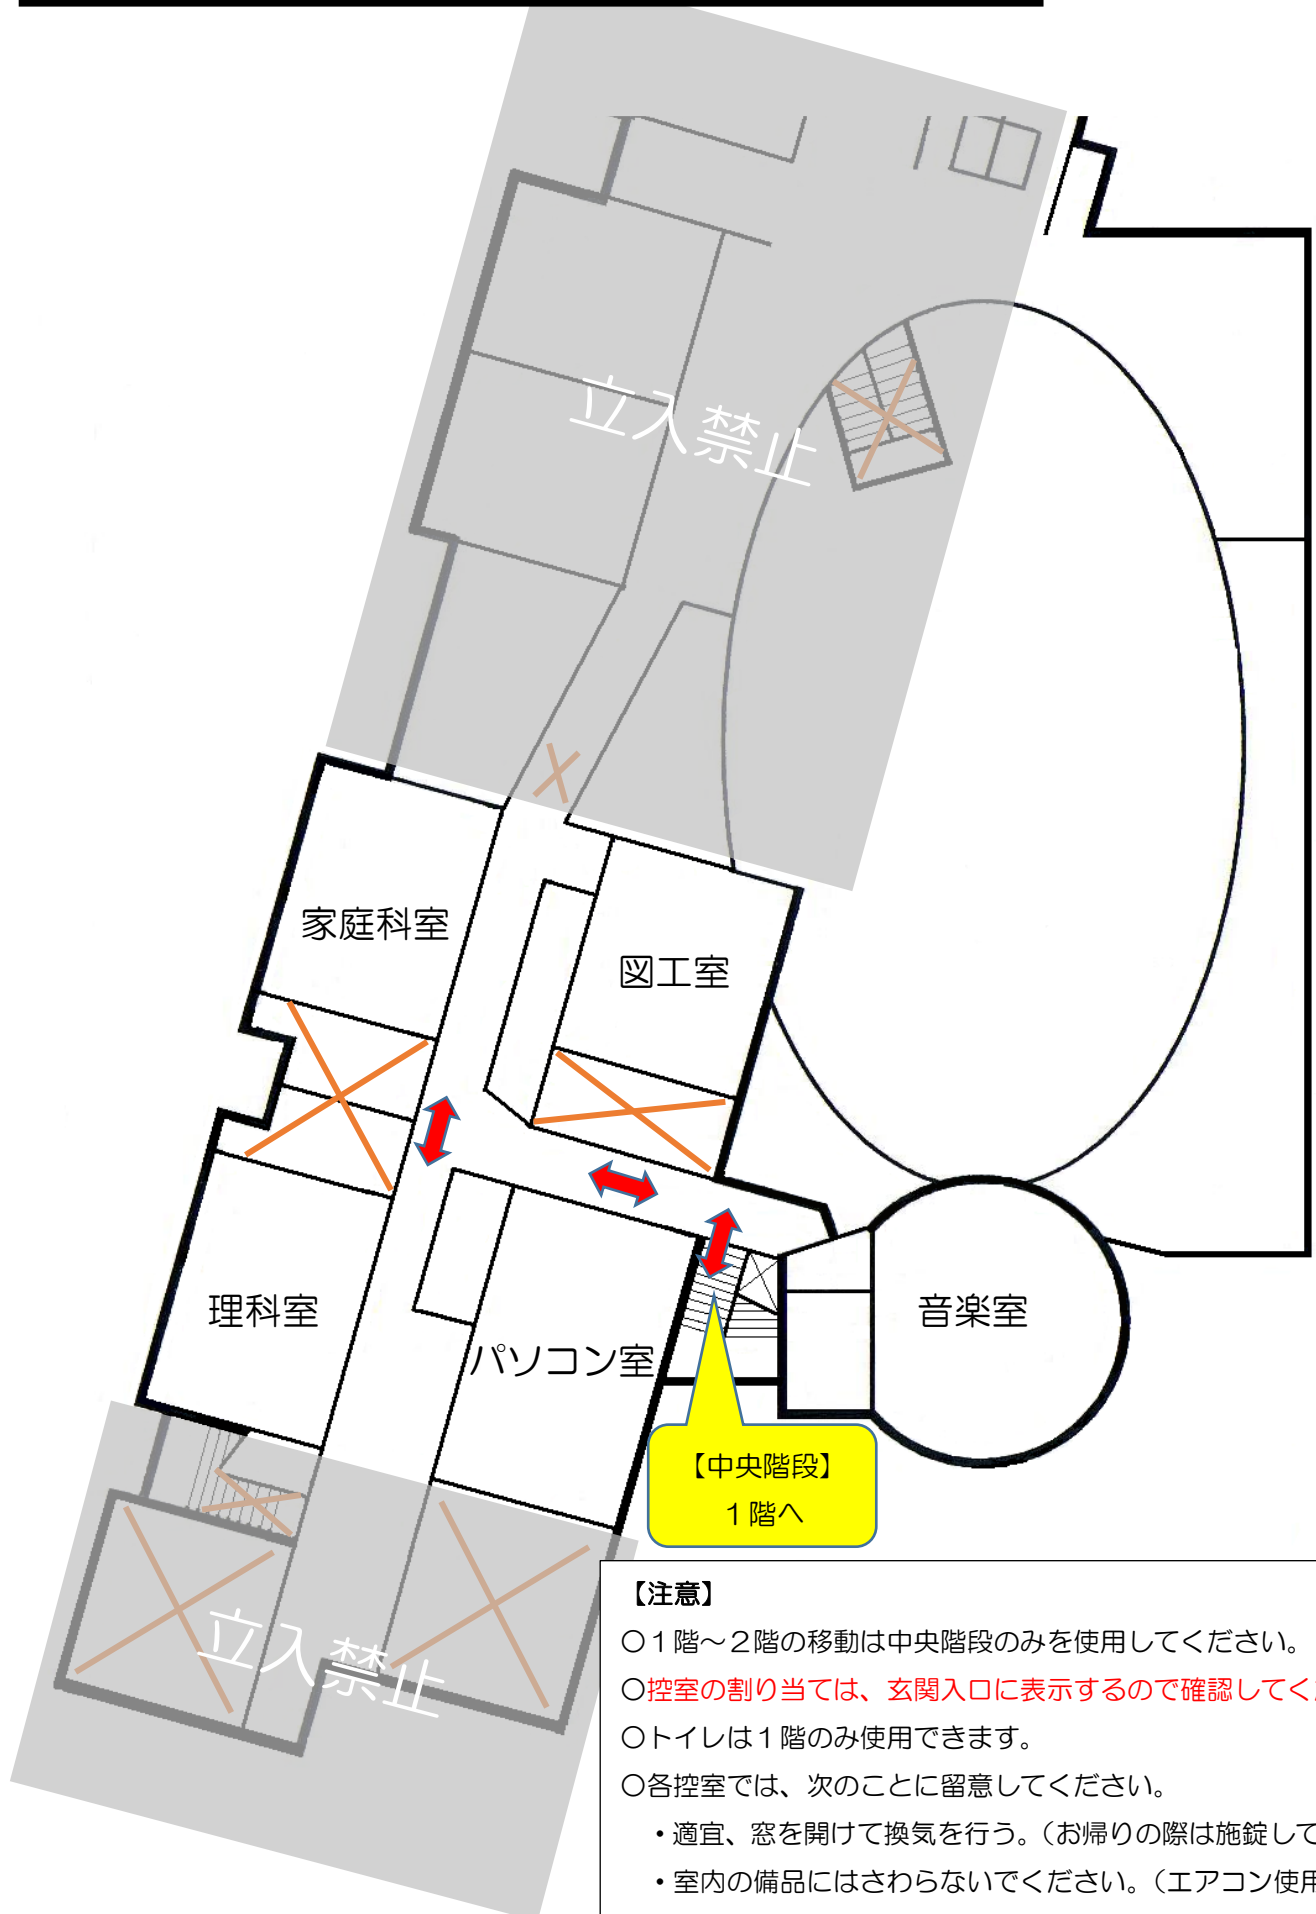 立入禁止
家庭科室
図工室
理科室
音楽室
パソコン室
【中央階段】
１階へ
立入禁止
【注意】
〇１階～２階の移動は中央階段のみを使用してください。
〇控室の割り当ては、玄関入口に表示するので確認してく
〇トイレは１階のみ使用できます。
〇各控室では、次のことに留意してください。
・適宜、窓を開けて換気を行う。（お帰りの際は施錠して
・室内の備品にはさわらないでください。（エアコン使用